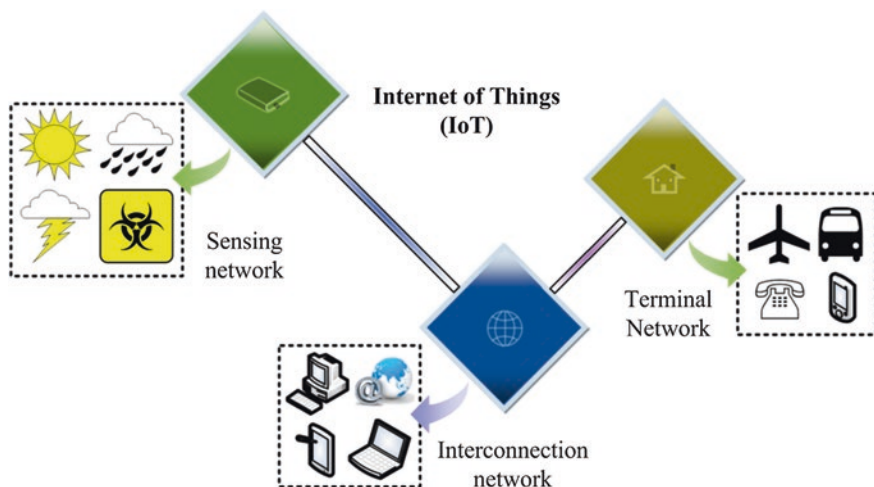 Internet of Things
(IoT)
Sensing
network
Terminal
Network
@
Interconnection
network